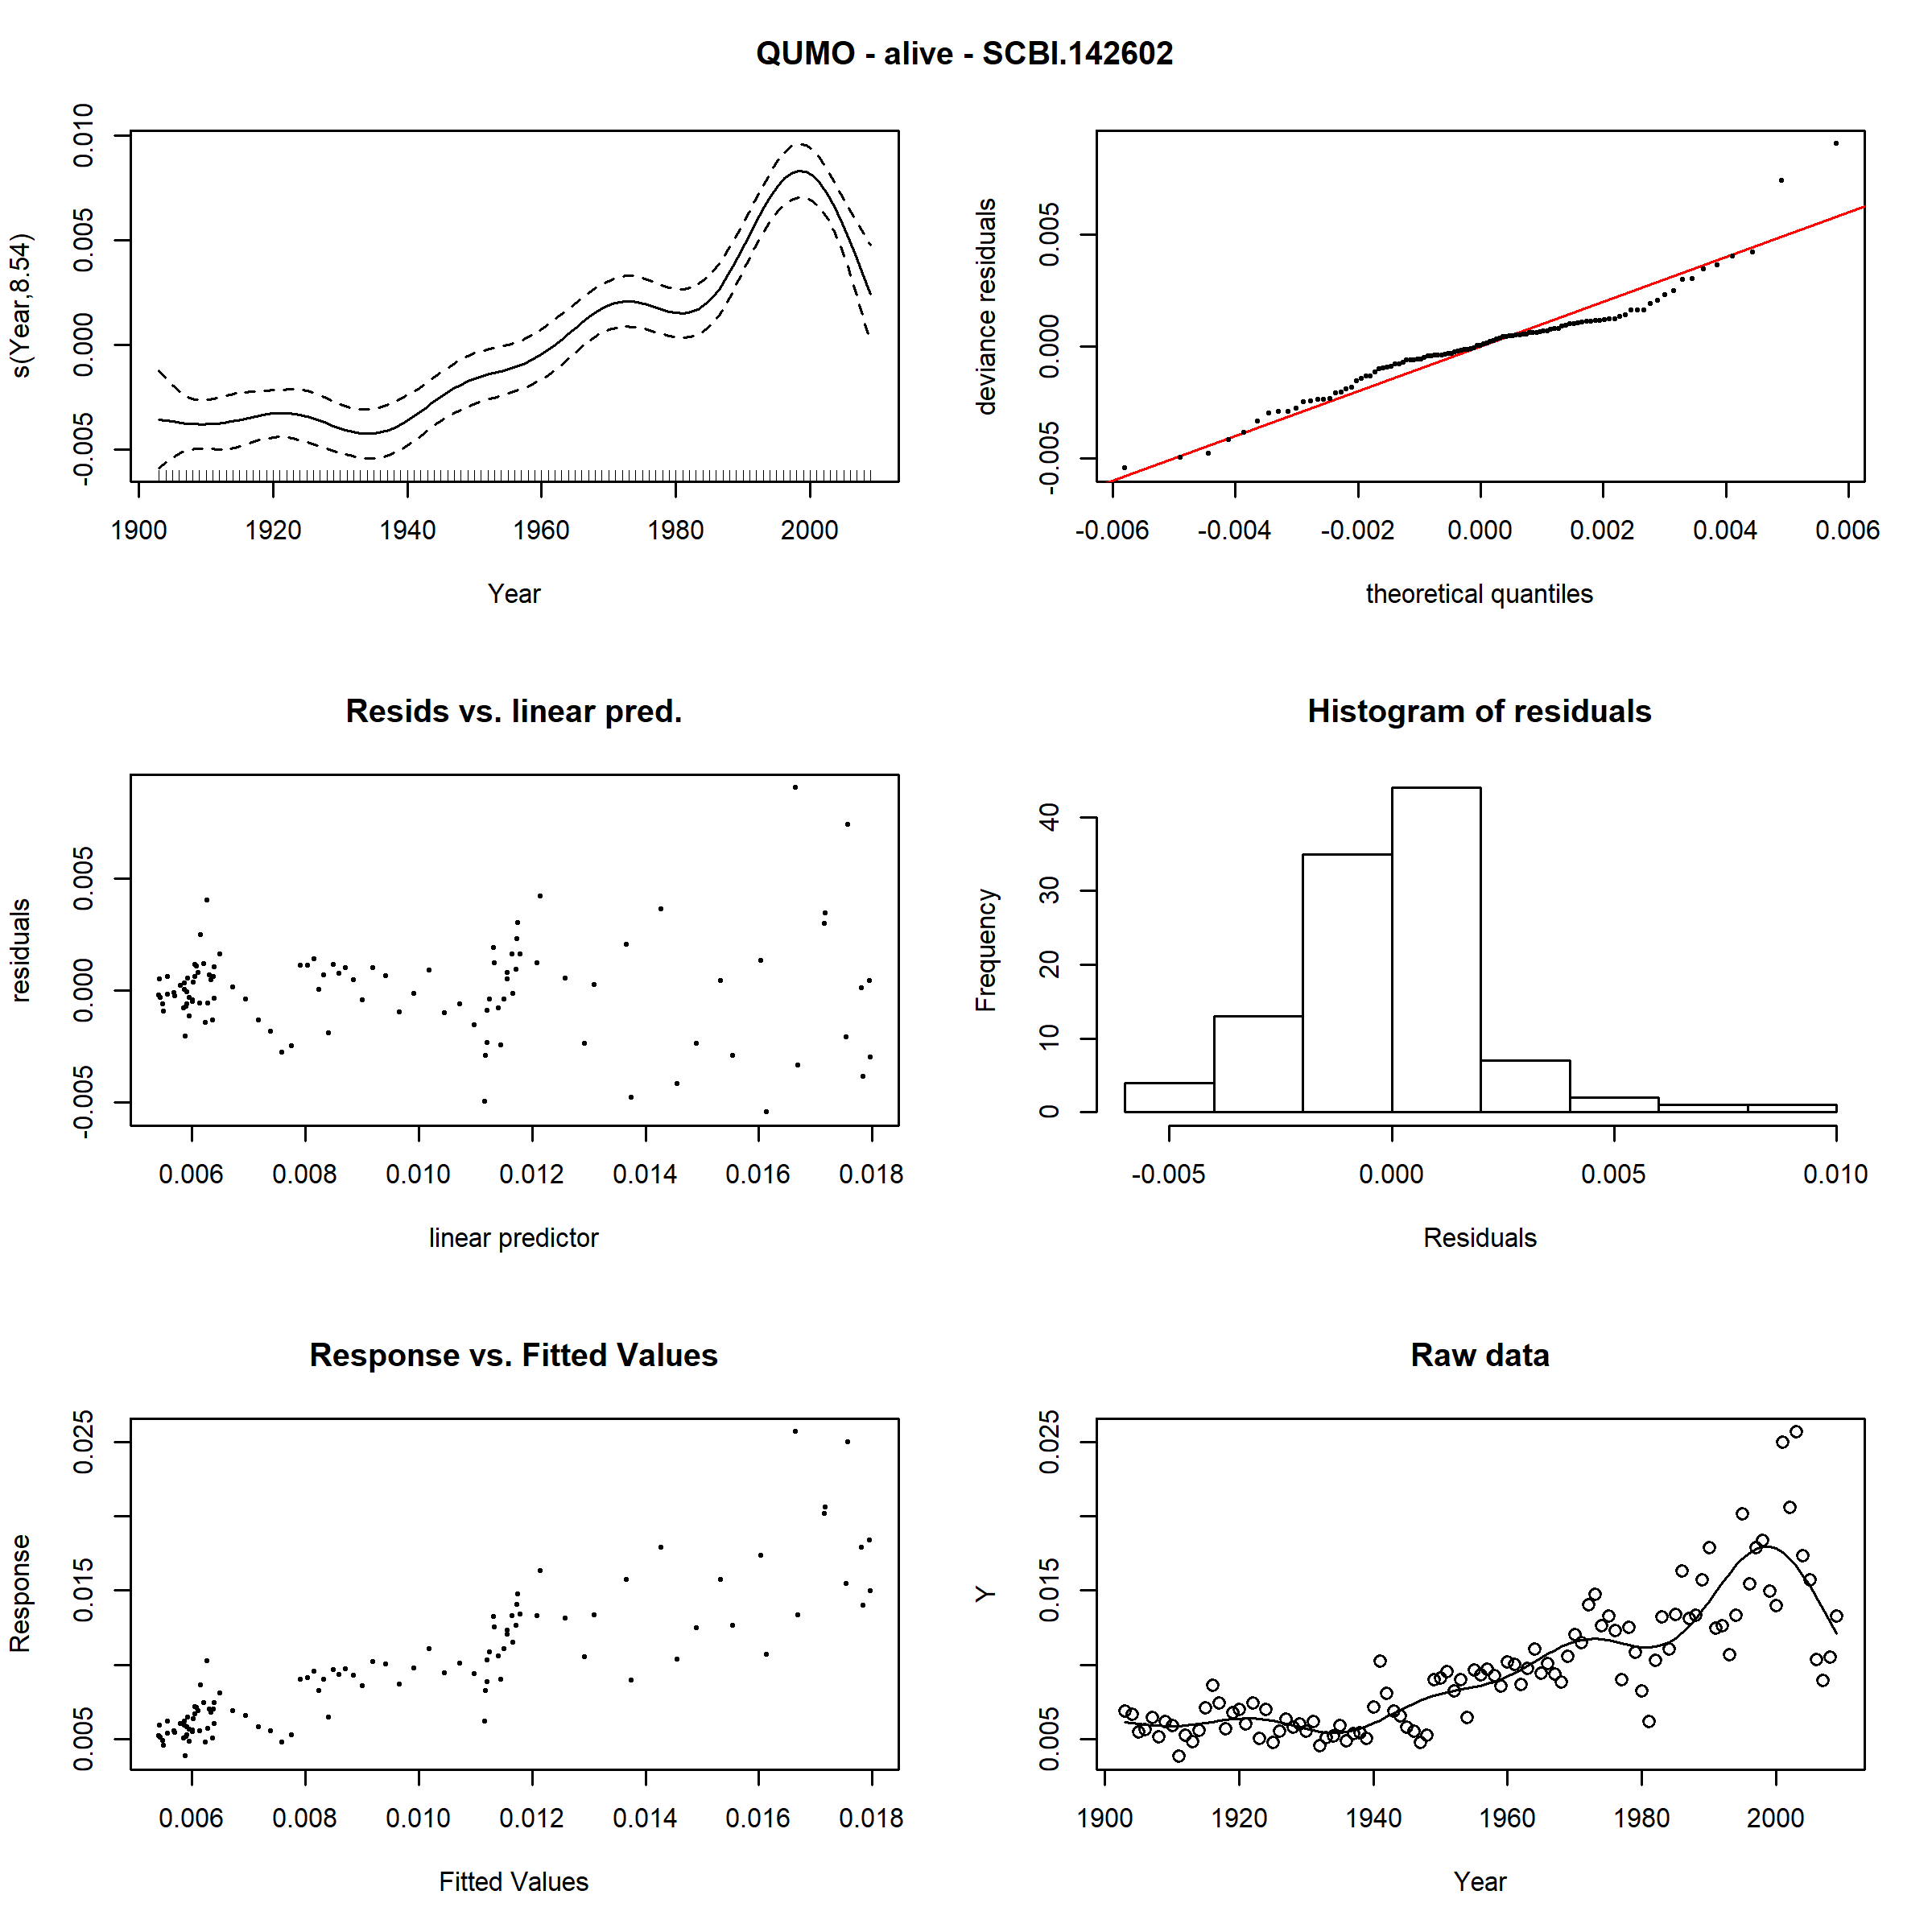 QUMO - alive - SCBI.142602
s(Year,8.54)
0.010
0.005
0.000
-0.005
1900 1920 1940 1960 1980 2000
Year
deviance residuals
0.005
0.000
-0.005
-0.006 -0.004 -0.002 0.000 0.002 0.004 0.006
theoretical quantiles
Resids vs. linear pred.
residuals
0.005
0.000
-0.005
0.006 0.008 0.010 0.012 0.014 0.016 0.018
linear predictor
Histogram of residuals
Frequency
40
30
20
10
0
-0.005 0.000 0.005 0.010
Residuals
Response vs. Fitted Values
Response
0.025
0.015
0.005
0.006 0.008 0.010 0.012 0.014 0.016 0.018
Fitted Values
Raw data
Y
0.025
0.015
0.005
1900 1920 1940 1960 1980 2000
Year